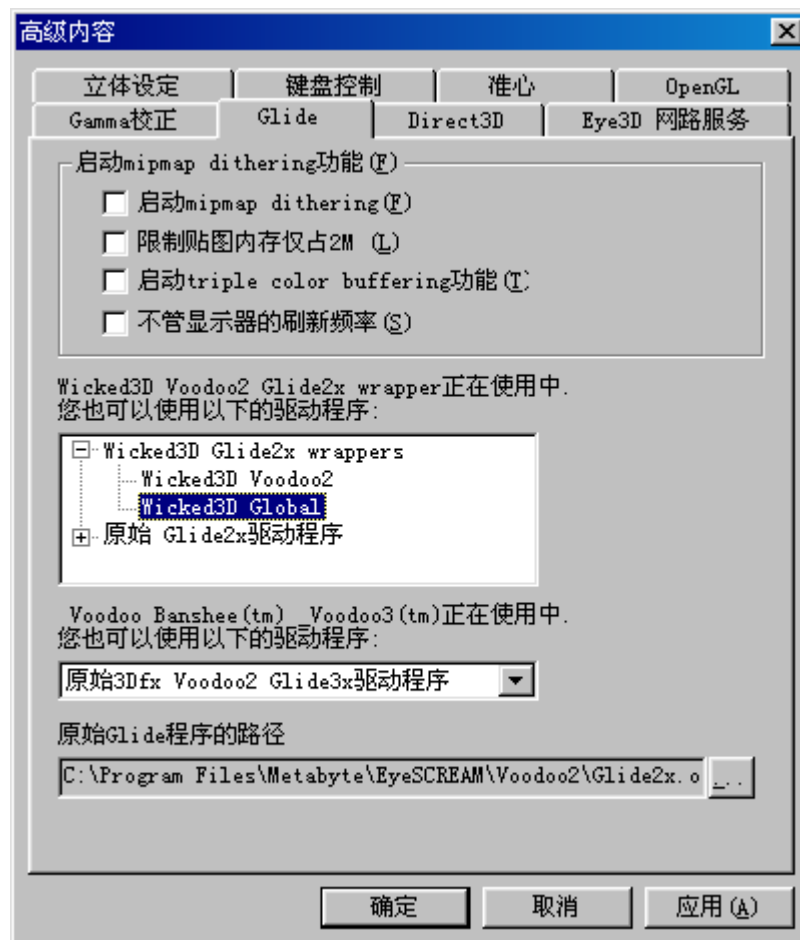 高级内容
立体设定 键盘控制 准心 OpenGL
Gamma校正 Glide Direct3D Eye3D 网路服务
启动mipmap dithering功能(F)
启动mipmap dithering(F)
限制贴图内存仅占2M (L)
启动triple color buffering功能(T)
不管显示器的刷新频率(S)
Wicked3D Voodoo2 Glide2x wrapper正在使用中.
您也可以使用以下的驱动程序:
Wicked3D Glide2x wrappers
Wicked3D Voodoo2
Wicked3D Global
原始 Glide2x驱动程序
Voodoo Banshee(tm) _Voodoo3(tm)正在使用中.
您也可以使用以下的驱动程序:
原始3Dfx Voodoo2 Glide3x驱动程序
原始Glide程序的路径
C:\Program Files\Metabyte\EyeSCREAM\Voodoo2\Glide2x.o ...
确定 取消 应用(A)